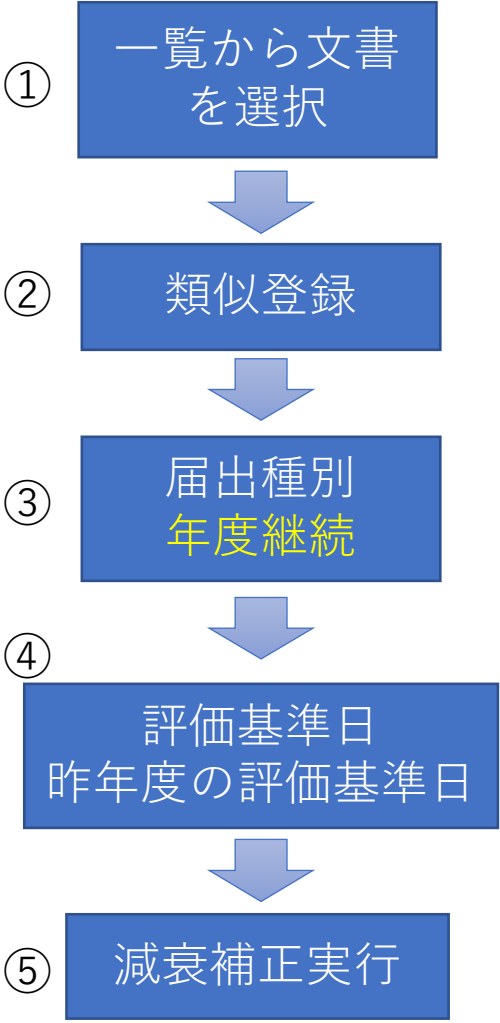 ①
一覧から文書
を選択
②
類似登録
③
届出種別
年度継続
④
評価基準日
昨年度の評価基準日
⑤
減衰補正実行